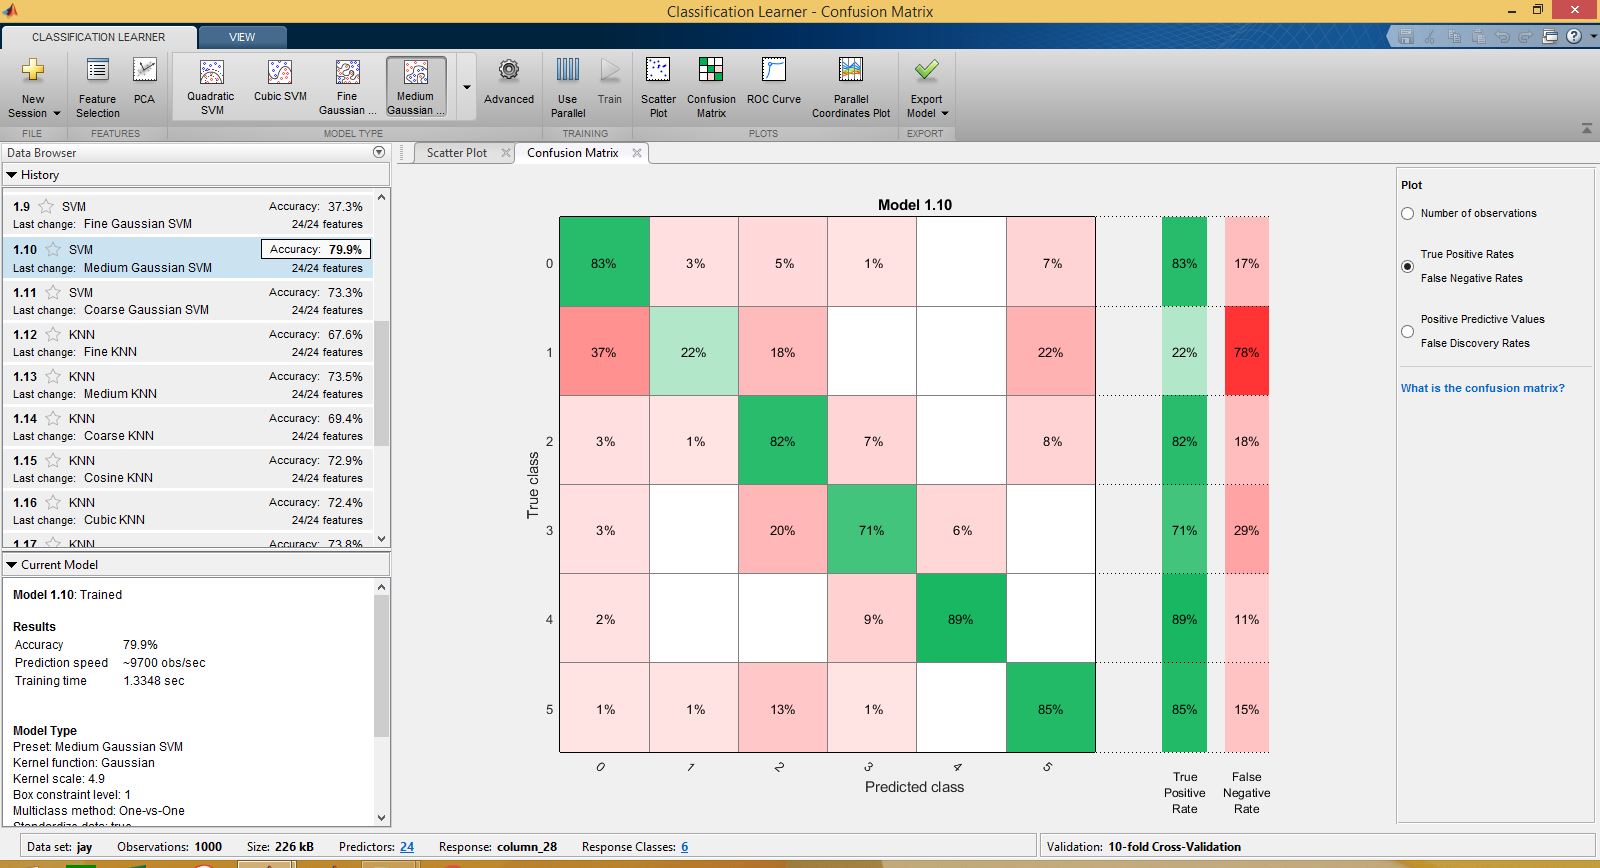 Classification Learner - Confusion Matrix
CLASSIFICATION LEARNER
VIEW
New Session
Feature Selection
PCA
Quadratic SVM
Cubic SVM
Fine Gaussian ...
Medium Gaussian ...
Advanced
Use Parallel
Train
Scatter Plot
Confusion Matrix
ROC Curve
Parallel Coordinates Plot
Export Model
FILE
FEATURES
MODEL TYPE
TRAINING
PLOTS
EXPORT
Data Browser
History
1.9 SVM Accuracy: 37.3%
Last change: Fine Gaussian SVM 24/24 features
1.10 SVM Accuracy: 79.9%
Last change: Medium Gaussian SVM 24/24 features
1.11 SVM Accuracy: 73.3%
Last change: Coarse Gaussian SVM 24/24 features
1.12 KNN Accuracy: 67.6%
Last change: Fine KNN 24/24 features
1.13 KNN Accuracy: 73.5%
Last change: Medium KNN 24/24 features
1.14 KNN Accuracy: 69.4%
Last change: Coarse KNN 24/24 features
1.15 KNN Accuracy: 72.9%
Last change: Cosine KNN 24/24 features
1.16 KNN Accuracy: 72.4%
Last change: Cubic KNN 24/24 features
1.17 KNN Accuracy: 73.8%
Current Model
Model 1.10: Trained
Results
Accuracy 79.9%
Prediction speed ~9700 obs/sec
Training time 1.3348 sec
Model Type
Preset: Medium Gaussian SVM
Kernel function: Gaussian
Kernel scale: 4.9
Box constraint level: 1
Multiclass method: One-vs-One
Standardize data: true
Scatter Plot
Confusion Matrix
Model 1.10
True class
0 83% 3% 5% 1% 7% 83% 17%
1 37% 22% 18% 22% 22% 78%
2 3% 1% 82% 7% 8% 82% 18%
3 3% 20% 71% 6% 71% 29%
4 2% 9% 89% 89% 11%
5 1% 1% 13% 1% 85% 85% 15%
0 1 2 3 4 5
Predicted class
True Positive Rate
False Negative Rate
Plot
Number of observations
True Positive Rates
False Negative Rates
Positive Predictive Values
False Discovery Rates
What is the confusion matrix?
Data set: jay Observations: 1000 Size: 226 kB Predictors: 24 Response: column_28 Response Classes: 6
Validation: 10-fold Cross-Validation